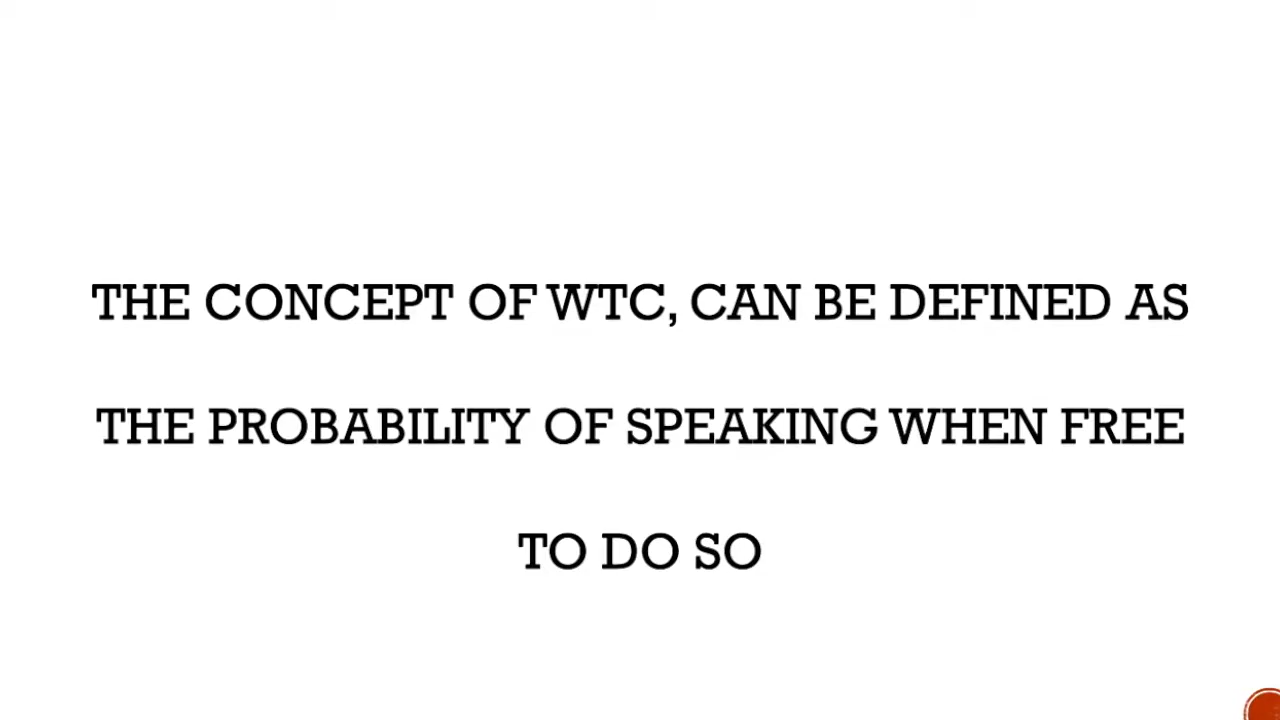 THE CONCEPT OF WTC, CAN BE DEFINED AS
THE PROBABILITY OF SPEAKING WHEN FREE
TO DO SO